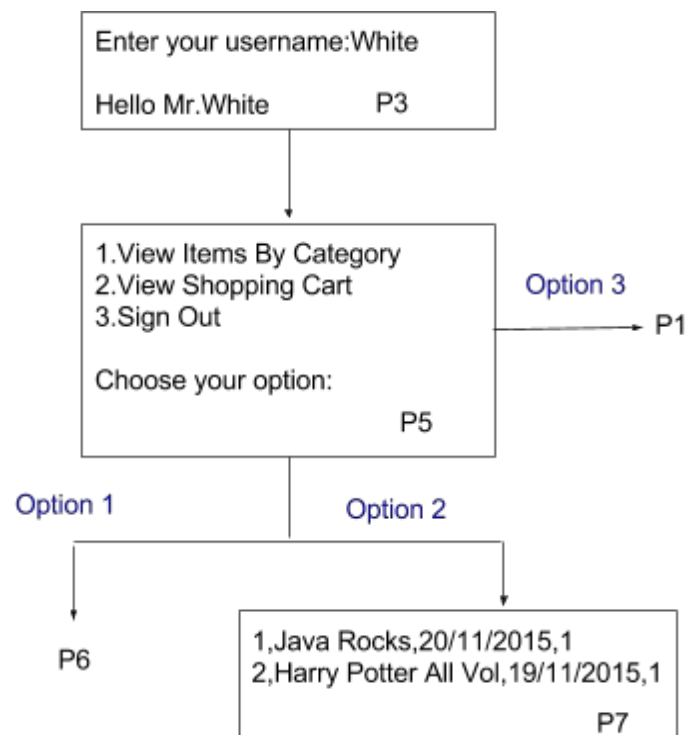 Enter your username:White
Hello Mr.White
P3
1.View Items By Category
2.View Shopping Cart
3.Sign Out
Choose your option:
P5
Option 3
P1
Option 1
Option 2
P6
1,Java Rocks,20/11/2015,1
2,Harry Potter All Vol,19/11/2015,1
P7